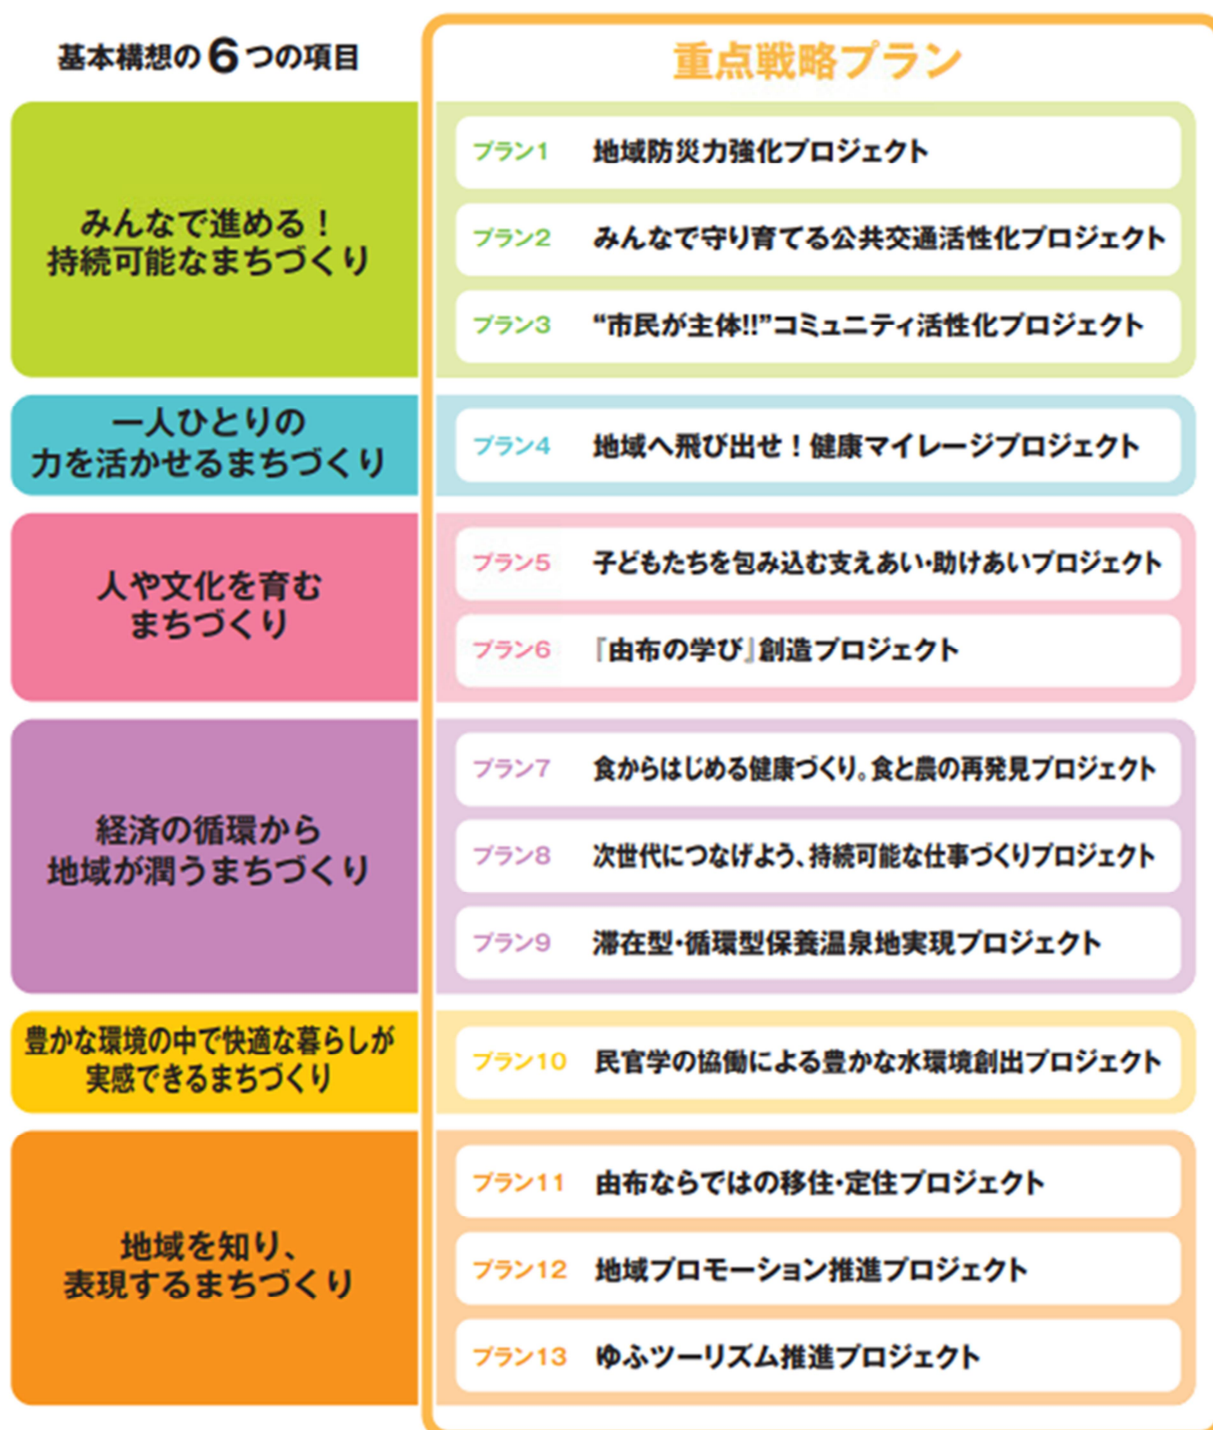 基本構想の6つの項目
重点戦略プラン
みんなで進める！
持続可能なまちづくり
プラン1 地域防災力強化プロジェクト
プラン2 みんなで守り育てる公共交通活性化プロジェクト
プラン3 “市民が主体!!”コミュニティ活性化プロジェクト
一人ひとりの
力を活かせるまちづくり
プラン4 地域へ飛び出せ！健康マイレージプロジェクト
人や文化を育む
まちづくり
プラン5 子どもたちを包み込む支えあい・助けあいプロジェクト
プラン6 『由布の学び』創造プロジェクト
経済の循環から
地域が潤うまちづくり
プラン7 食からはじめる健康づくり。食と農の再発見プロジェクト
プラン8 次世代につなげよう、持続可能な仕事づくりプロジェクト
プラン9 滞在型・循環型保養温泉地実現プロジェクト
豊かな環境の中で快適な暮らしが
実感できるまちづくり
プラン10 民官学の協働による豊かな水環境創出プロジェクト
地域を知り、
表現するまちづくり
プラン11 由布ならではの移住・定住プロジェクト
プラン12 地域プロモーション推進プロジェクト
プラン13 ゆふツーリズム推進プロジェクト